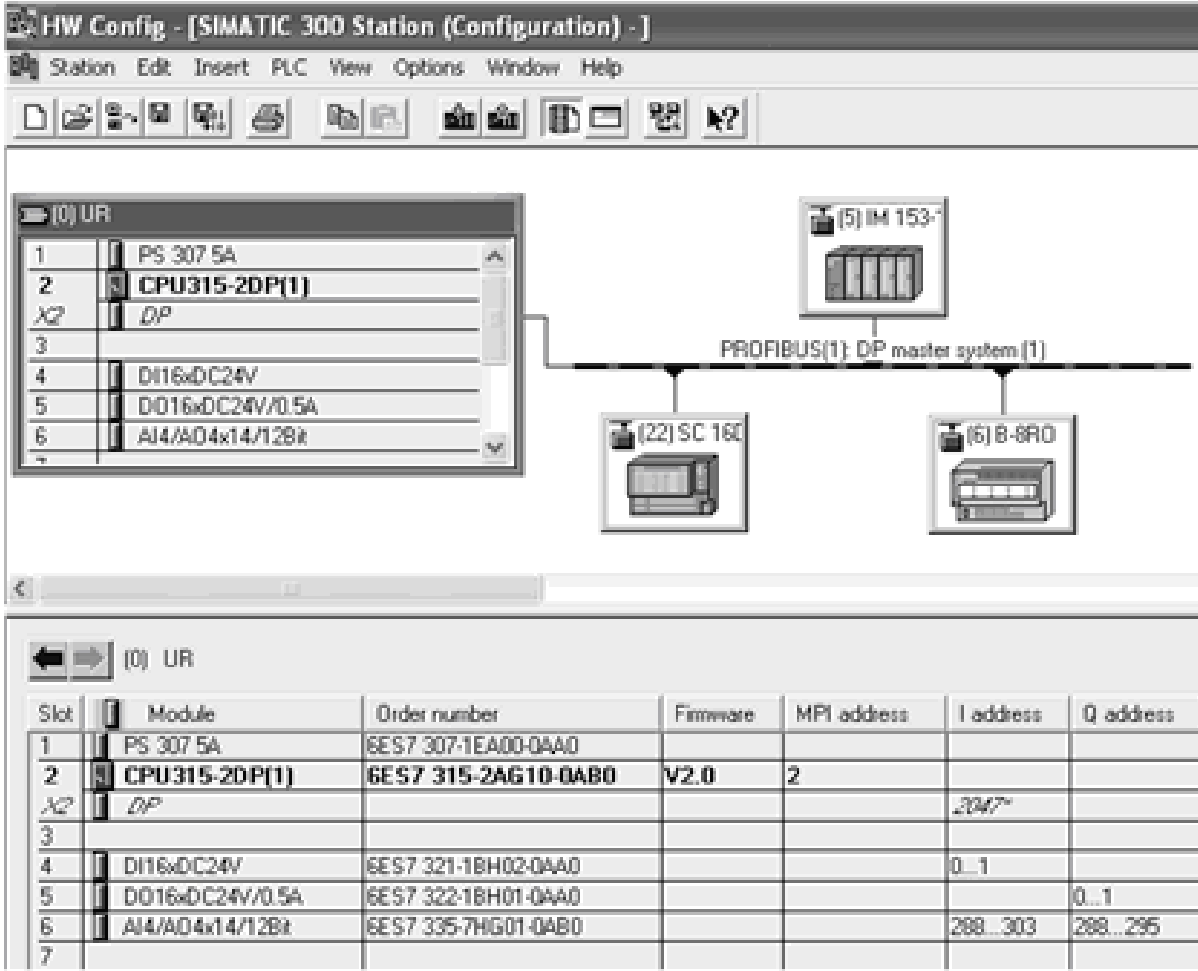 HW Config - [SIMATIC 300 Station (Configuration) - ]
Station Edit Insert PLC View Options Window Help
(0) UR
1 PS 307 5A
2 CPU315-2DP(1)
X2 DP
3
4 DI16xDC24V
5 DO16xDC24V/0.5A
6 AI4/AO4x14/12Bit
(5) IM 153-
PROFIBUS(1): DP master system (1)
(22) SC 16D
(6) B-8RO
(0) UR
Slot Module Order number Firmware MPI address I address Q address
1 PS 307 5A 6ES7 307-1EA00-0AA0
2 CPU315-2DP(1) 6ES7 315-2AG10-0AB0 V2.0 2
X2 DP 2047*
3
4 DI16xDC24V 6ES7 321-1BH02-0AA0 0...1
5 DO16xDC24V/0.5A 6ES7 322-1BH01-0AA0 0...1
6 AI4/AO4x14/12Bit 6ES7 335-7HG01-0AB0 288...303 288...295
7